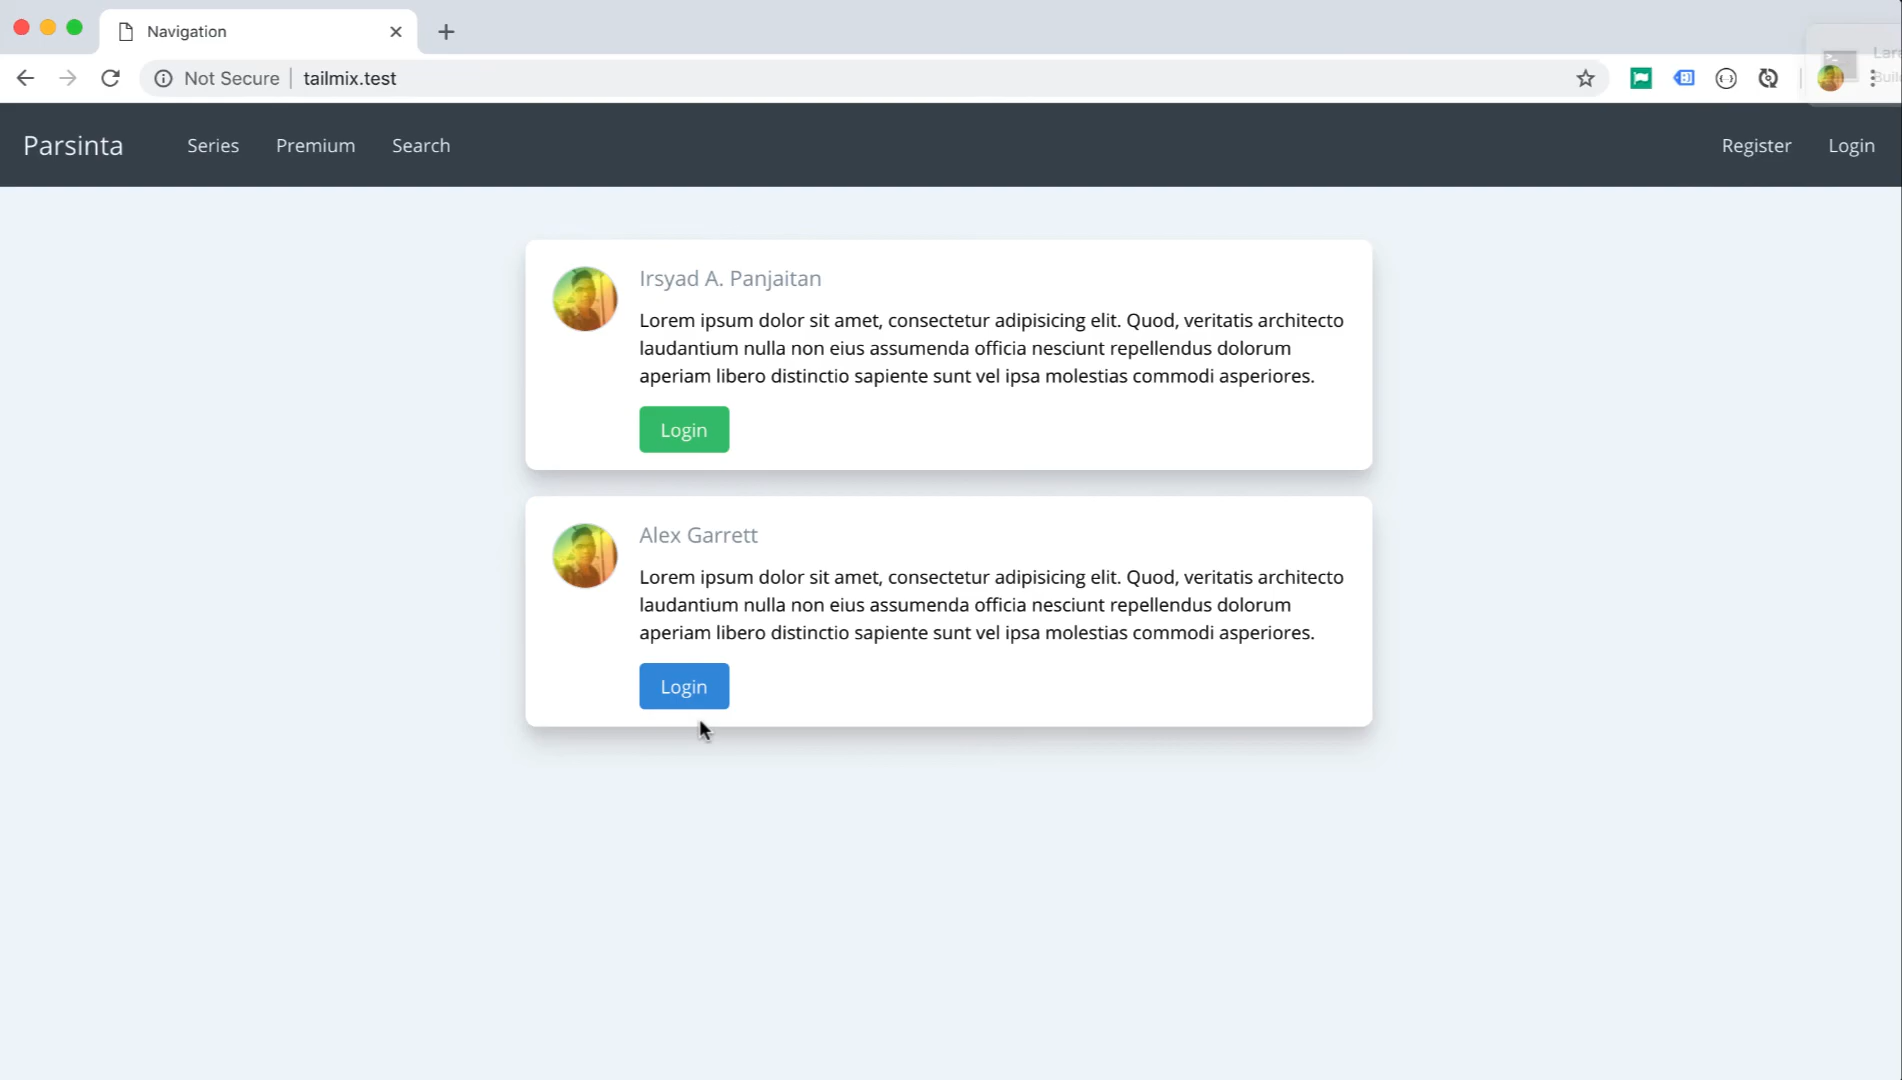 Navigation
Not Secure
tailmix.test
Parsinta
Series
Premium
Search
Register
Login
Irsyad A. Panjaitan
Lorem ipsum dolor sit amet, consectetur adipisicing elit. Quod, veritatis architecto
laudantium nulla non eius assumenda officia nesciunt repellendus dolorum
aperiam libero distinctio sapiente sunt vel ipsa molestias commodi asperiores.
Login
Alex Garrett
Lorem ipsum dolor sit amet, consectetur adipisicing elit. Quod, veritatis architecto
laudantium nulla non eius assumenda officia nesciunt repellendus dolorum
aperiam libero distinctio sapiente sunt vel ipsa molestias commodi asperiores.
Login